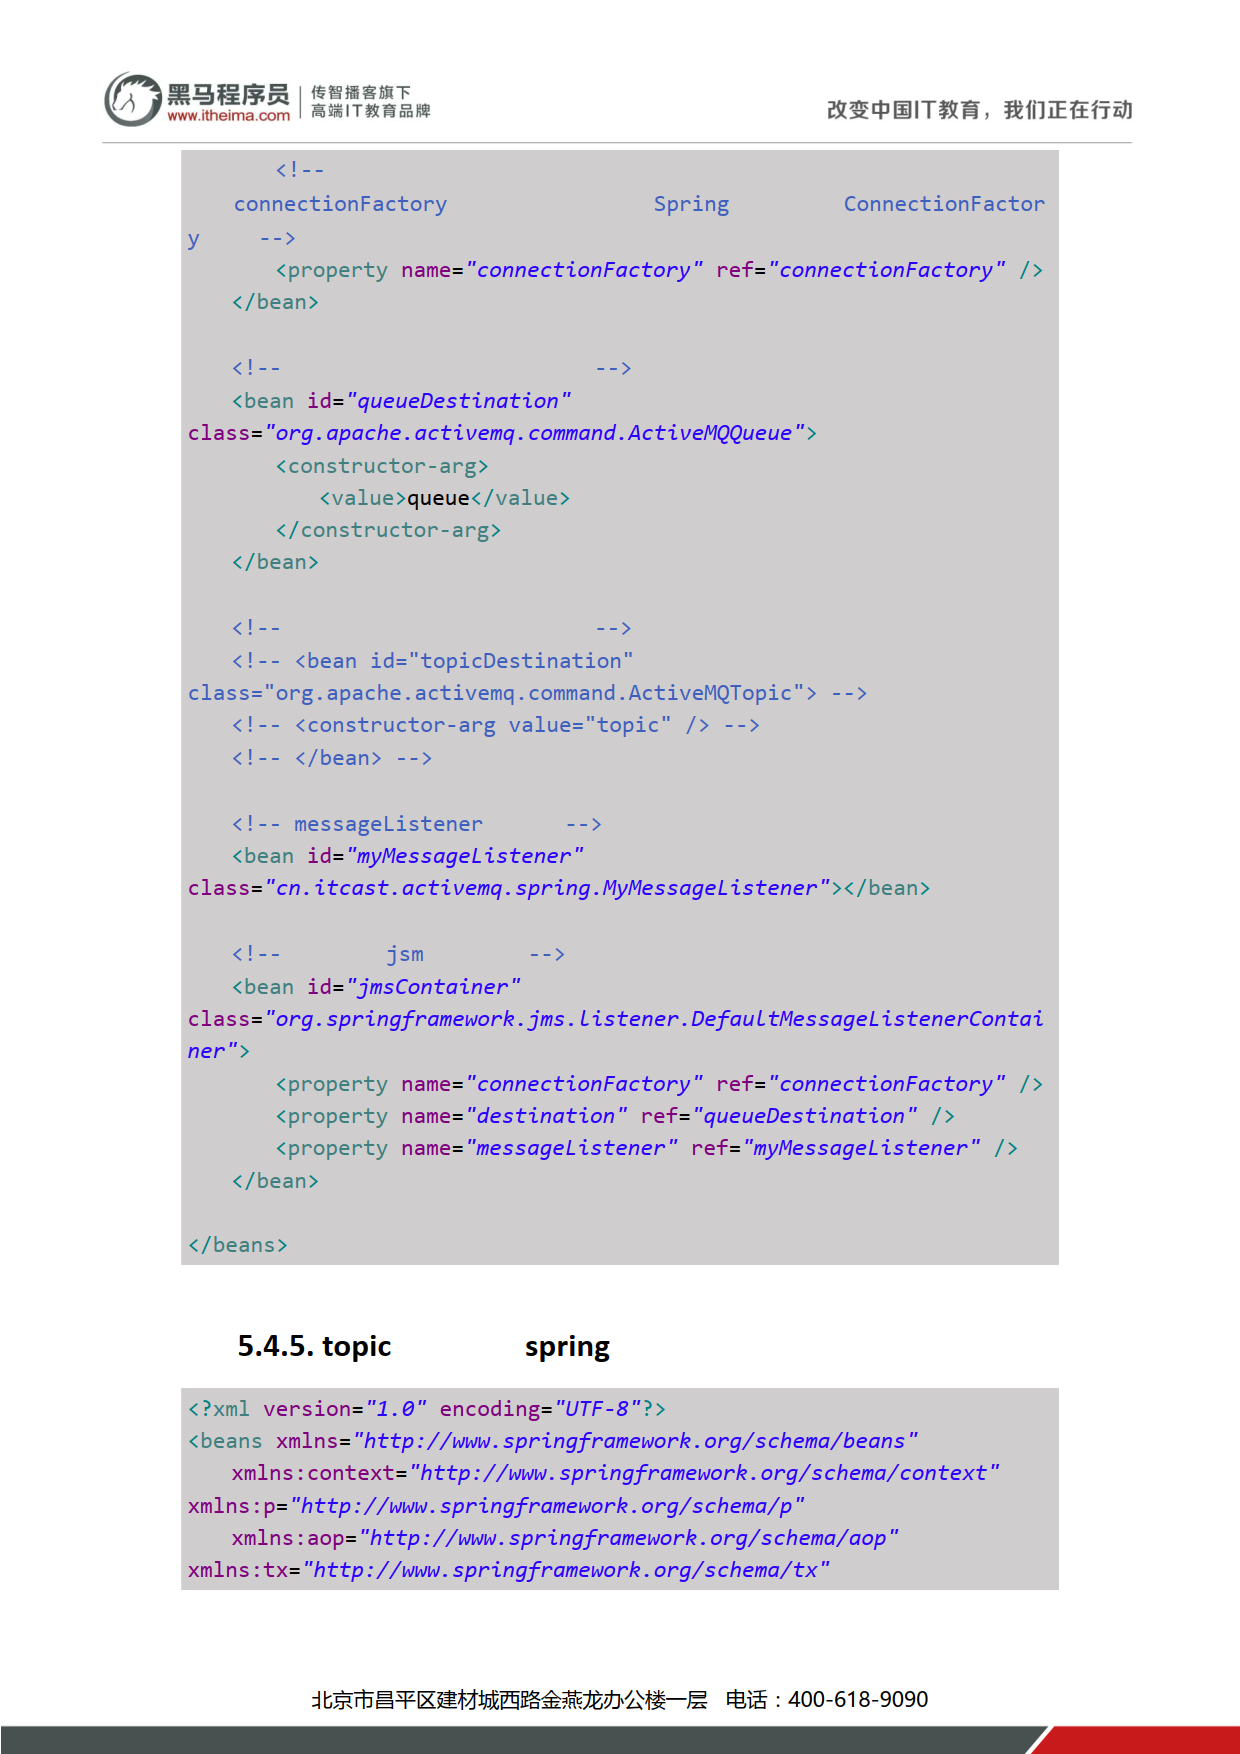 黑马程序员
www.itheima.com
传智播客旗下
高端IT教育品牌
改变中国IT教育，我们正在行动
<!--
connectionFactory Spring ConnectionFactor
y -->
<property name="connectionFactory" ref="connectionFactory" />
</bean>
<!-- -->
<bean id="queueDestination"
class="org.apache.activemq.command.ActiveMQQueue">
<constructor-arg>
<value>queue</value>
</constructor-arg>
</bean>
<!-- -->
<!-- <bean id="topicDestination"
class="org.apache.activemq.command.ActiveMQTopic"> -->
<!-- <constructor-arg value="topic" /> -->
<!-- </bean> -->
<!-- messageListener -->
<bean id="myMessageListener"
class="cn.itcast.activemq.spring.MyMessageListener"></bean>
<!-- jsm -->
<bean id="jmsContainer"
class="org.springframework.jms.listener.DefaultMessageListenerContai
ner">
<property name="connectionFactory" ref="connectionFactory" />
<property name="destination" ref="queueDestination" />
<property name="messageListener" ref="myMessageListener" />
</bean>
</beans>
5.4.5. topic spring
<?xml version="1.0" encoding="UTF-8"?>
<beans xmlns="http://www.springframework.org/schema/beans"
xmlns:context="http://www.springframework.org/schema/context"
xmlns:p="http://www.springframework.org/schema/p"
xmlns:aop="http://www.springframework.org/schema/aop"
xmlns:tx="http://www.springframework.org/schema/tx"
北京市昌平区建材城西路金燕龙办公楼一层 电话：400-618-9090